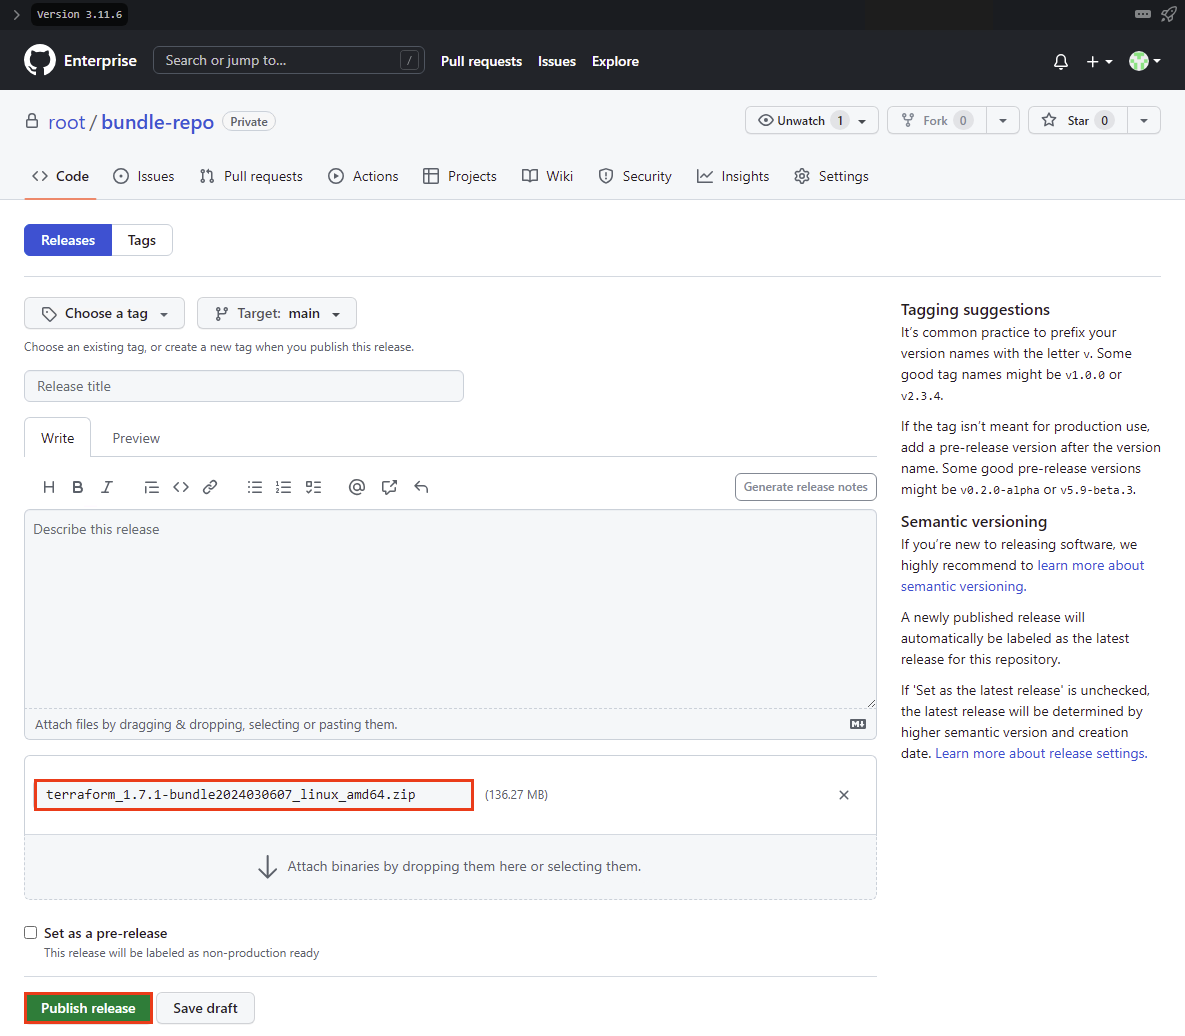 Version 3.11.6
Enterprise
Search or jump to...
/
Pull requests
Issues
Explore
root / bundle-repo
Private
Unwatch 1
Fork 0
Star 0
Code
Issues
Pull requests
Actions
Projects
Wiki
Security
Insights
Settings
Releases
Tags
Choose a tag
Target: main
Choose an existing tag, or create a new tag when you publish this release.
Release title
Write
Preview
Generate release notes
Describe this release
Attach files by dragging & dropping, selecting or pasting them.
terraform_1.7.1-bundle2024030607_linux_amd64.zip
(136.27 MB)
Attach binaries by dropping them here or selecting them.
Set as a pre-release
This release will be labeled as non-production ready
Publish release
Save draft
Tagging suggestions
It's common practice to prefix your
version names with the letter v. Some
good tag names might be v1.0.0 or
v2.3.4.
If the tag isn't meant for production use,
add a pre-release version after the version
name. Some good pre-release versions
might be v0.2.0-alpha or v5.9-beta.3.
Semantic versioning
If you're new to releasing software, we
highly recommend to learn more about
semantic versioning.
A newly published release will
automatically be labeled as the latest
release for this repository.
If 'Set as the latest release' is unchecked,
the latest release will be determined by
higher semantic version and creation
date. Learn more about release settings.